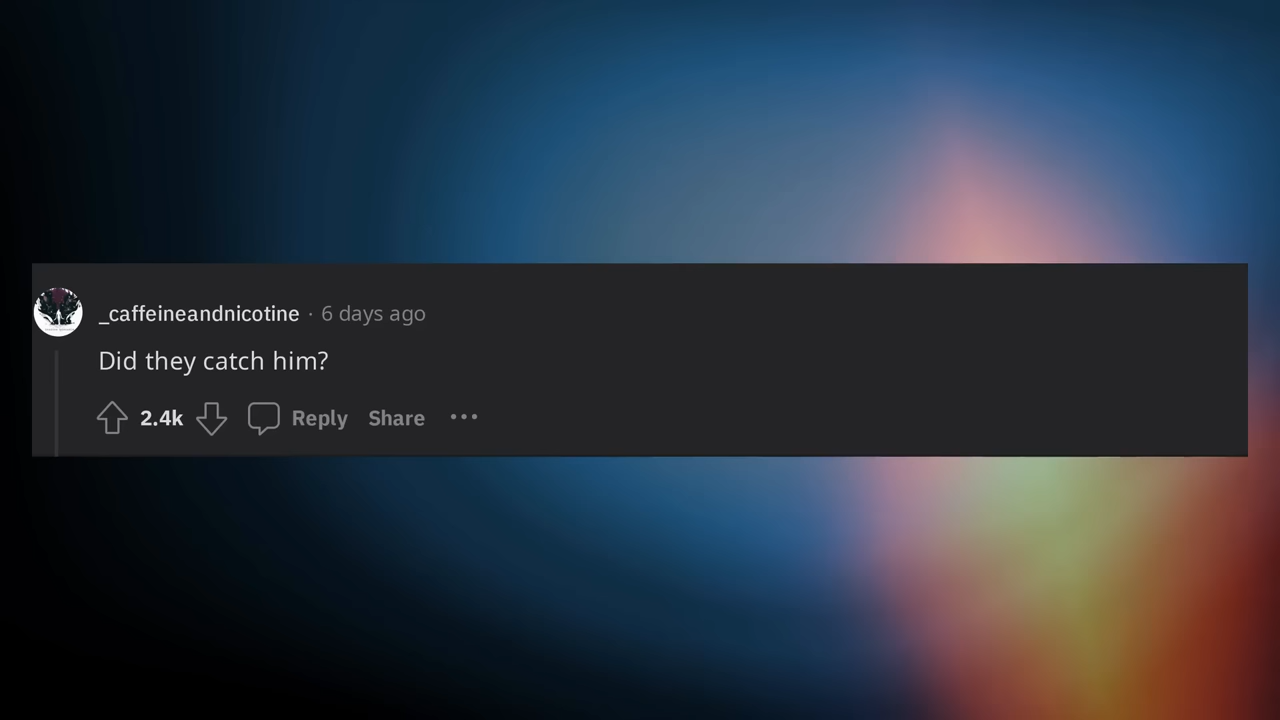 _caffeineandnicotine · 6 days ago
Did they catch him?
2.4k Reply Share ···